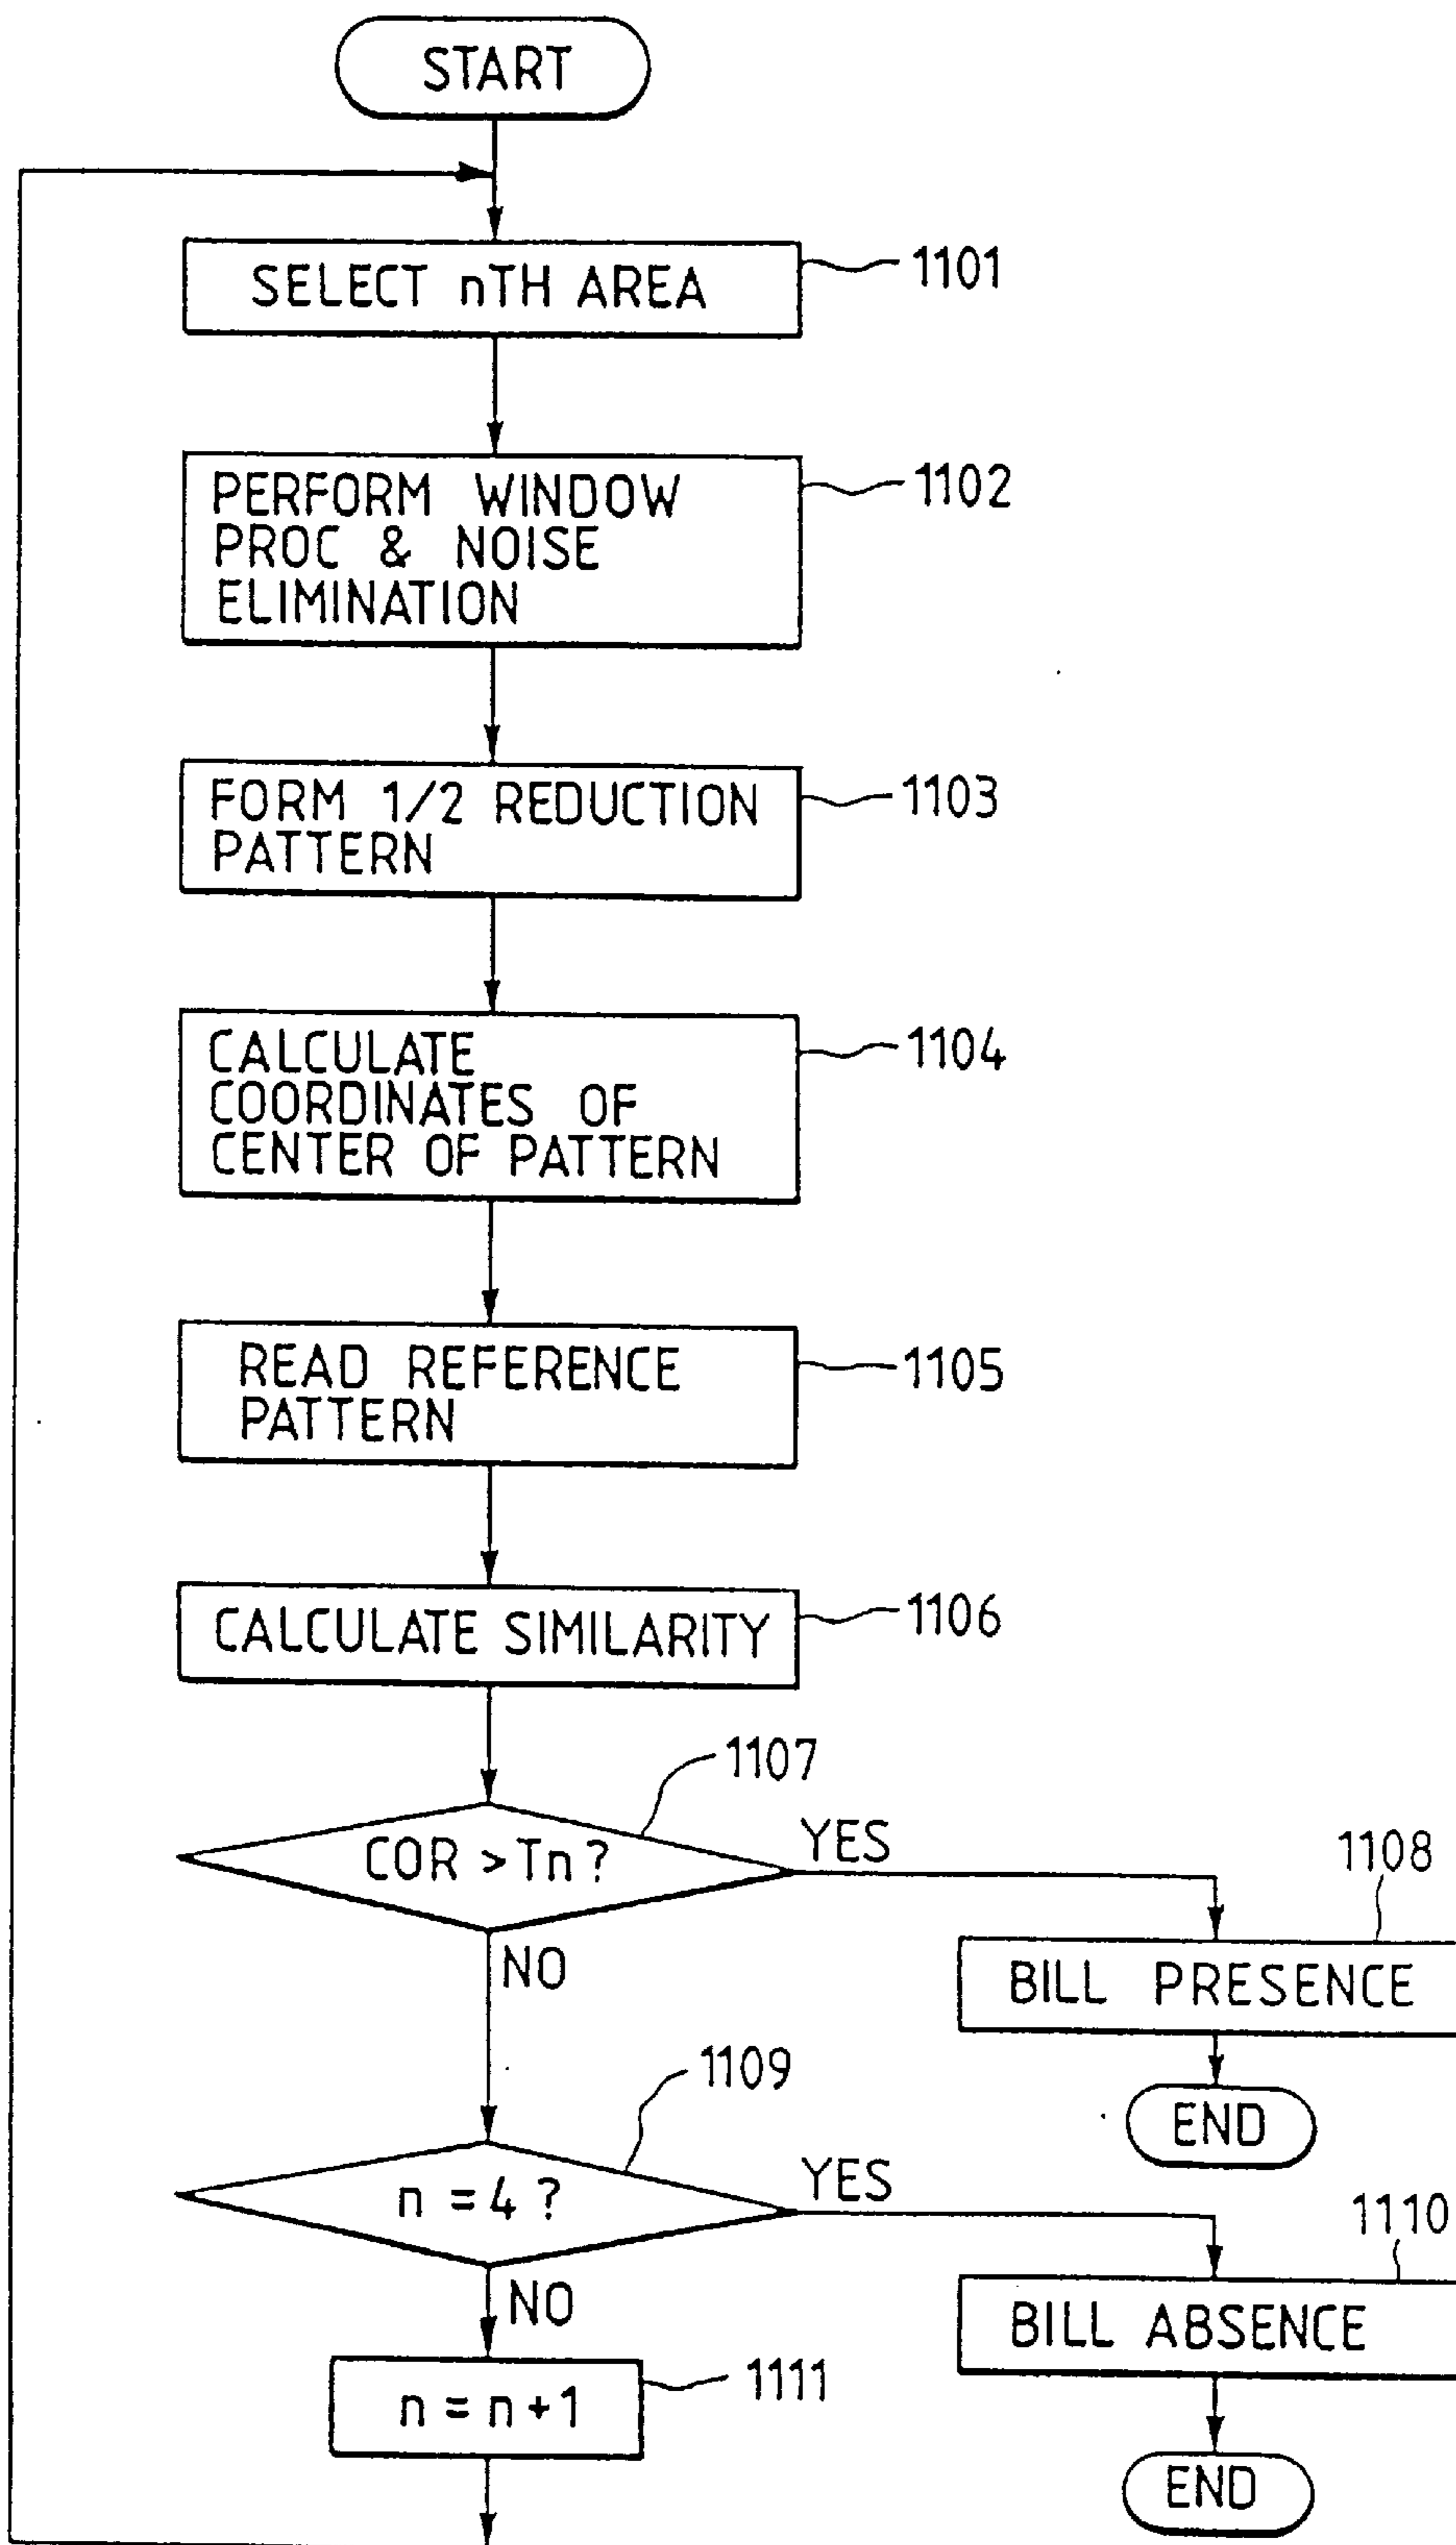 START
SELECT nTH AREA
1101
PERFORM WINDOW
PROC & NOISE
ELIMINATION
1102
FORM 1/2 REDUCTION
PATTERN
1103
CALCULATE
COORDINATES OF
CENTER OF PATTERN
1104
READ REFERENCE
PATTERN
1105
CALCULATE SIMILARITY
1106
1107
COR > Tn ?
YES
NO
1108
BILL PRESENCE
END
1109
n = 4 ?
YES
NO
1110
BILL ABSENCE
END
n = n + 1
1111